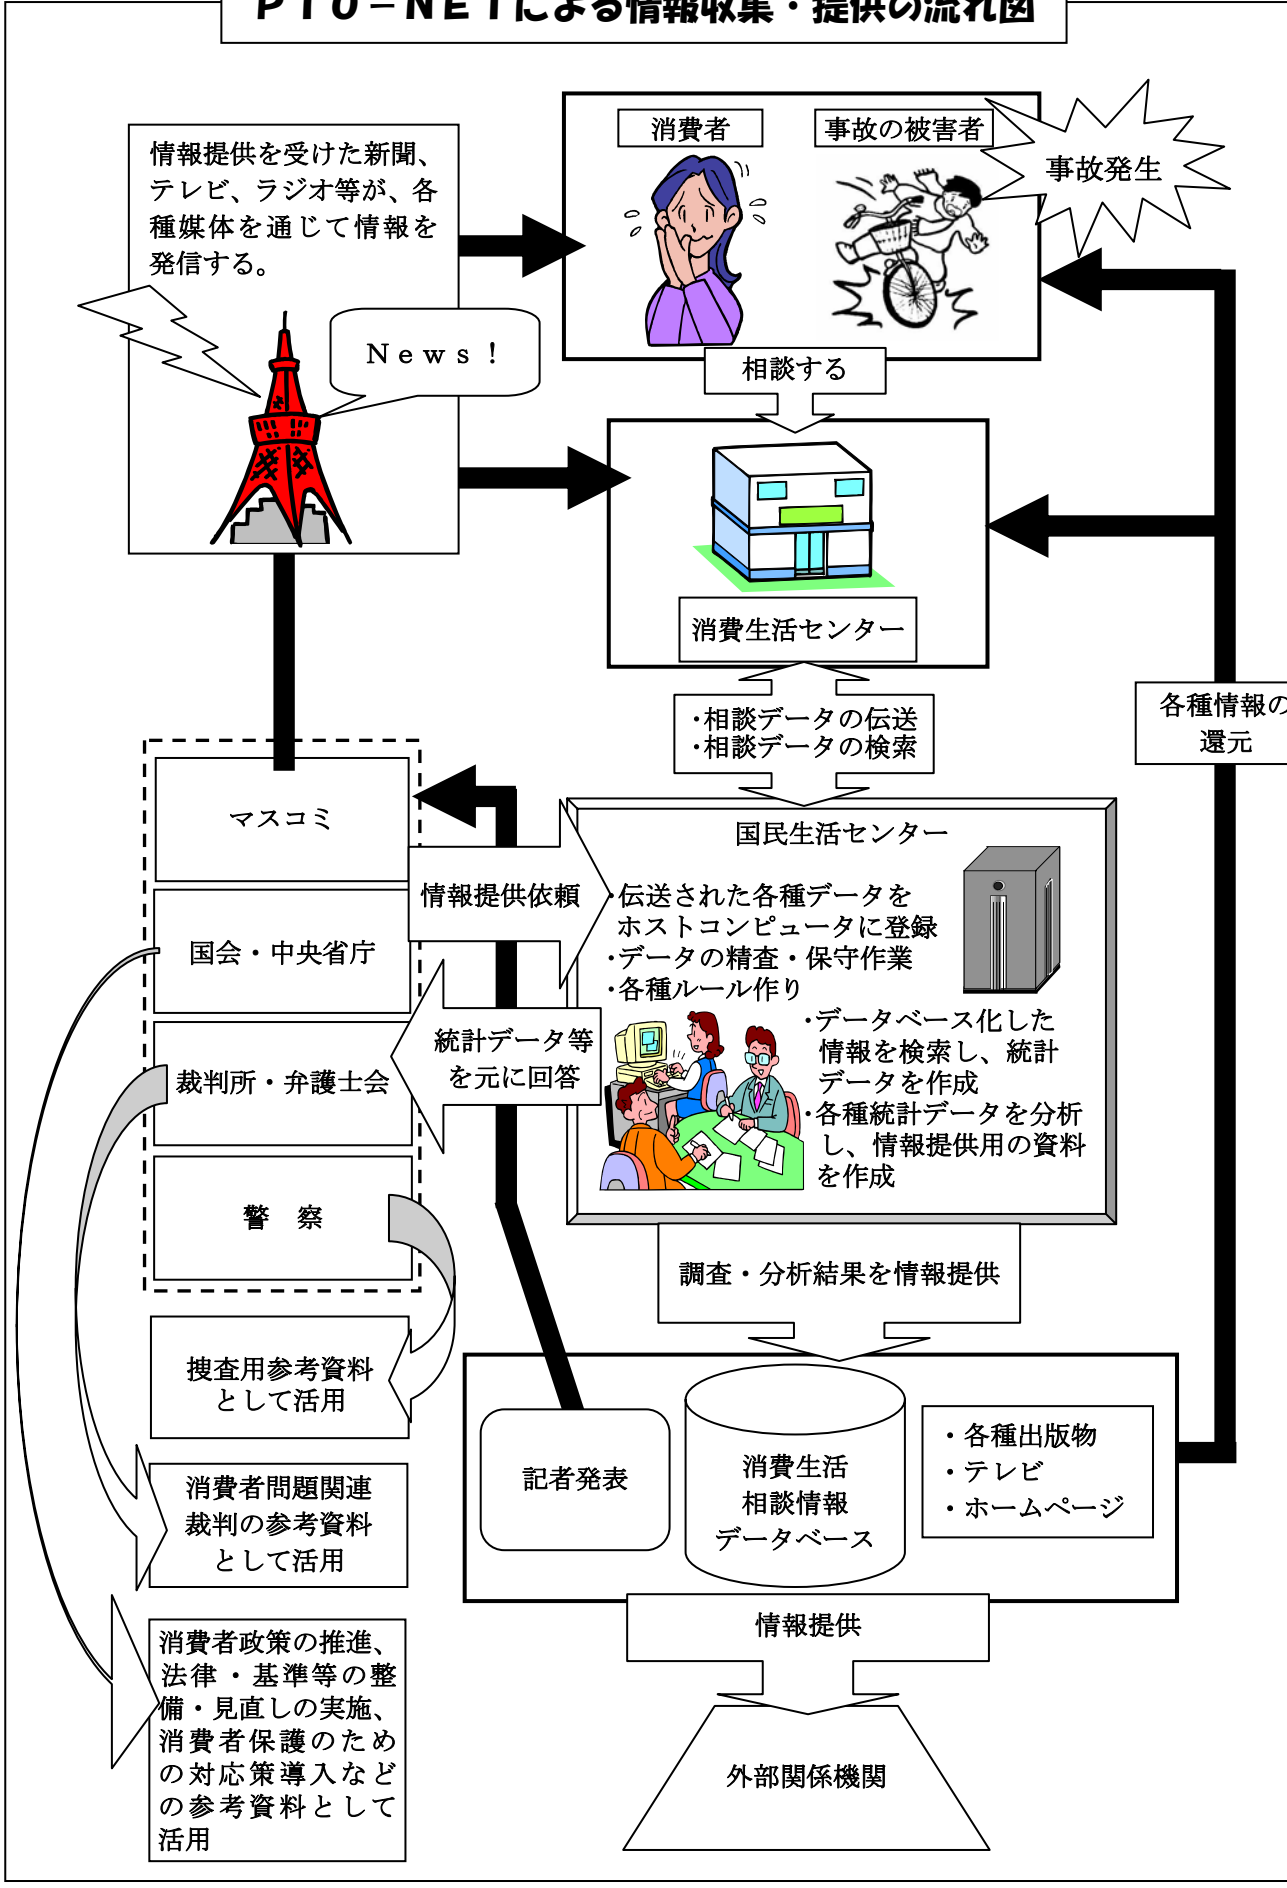 PIO－NETによる情報収集・提供の流れ図
情報提供を受けた新聞、
テレビ、ラジオ等が、各
種媒体を通じて情報を
発信する。
Ｎｅｗｓ！
消費者
事故の被害者
事故発生
相談する
消費生活センター
・相談データの伝送
・相談データの検索
各種情報の
還元
マスコミ
国会・中央省庁
裁判所・弁護士会
警　察
情報提供依頼
統計データ等
を元に回答
国民生活センター
・伝送された各種データを
ホストコンピュータに登録
・データの精査・保守作業
・各種ルール作り
・データベース化した
情報を検索し、統計
データを作成
・各種統計データを分析
し、情報提供用の資料
を作成
調査・分析結果を情報提供
捜査用参考資料
として活用
消費者問題関連
裁判の参考資料
として活用
消費者政策の推進、
法律・基準等の整
備・見直しの実施、
消費者保護のため
の対応策導入など
の参考資料として
活用
記者発表
消費生活
相談情報
データベース
・各種出版物
・テレビ
・ホームページ
情報提供
外部関係機関